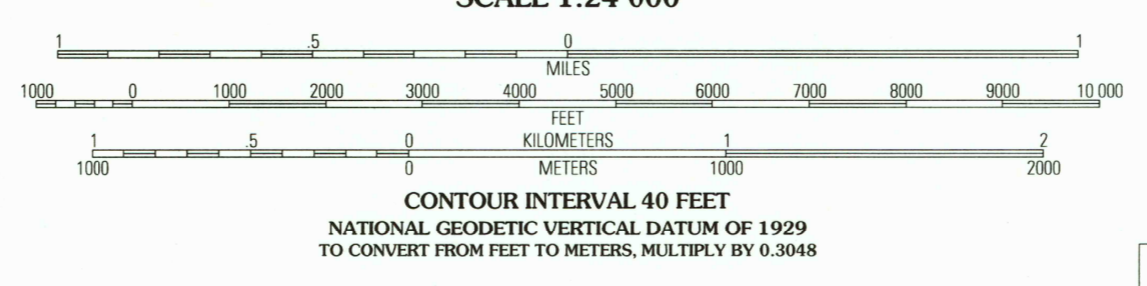 SCALE 1:24 000
1 .5 0 1
MILES
1000 0 1000 2000 3000 4000 5000 6000 7000 8000 9000 10 000
FEET
1 .5 0 KILOMETERS 1 2
1000 0 METERS 1000 2000
CONTOUR INTERVAL 40 FEET
NATIONAL GEODETIC VERTICAL DATUM OF 1929
TO CONVERT FROM FEET TO METERS, MULTIPLY BY 0.3048